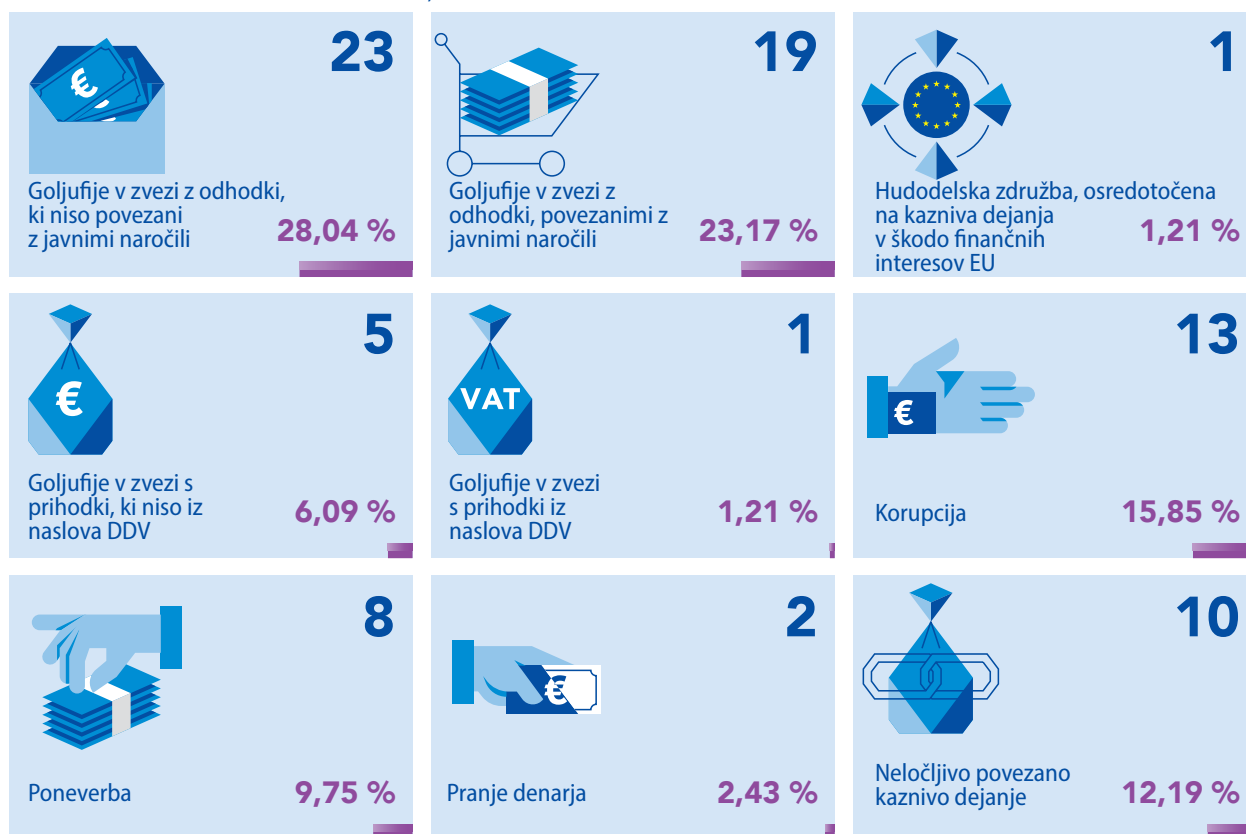 23
€
Goljufije v zvezi z odhodki,
ki niso povezani
z javnimi naročili
28,04 %
19
Goljufije v zvezi z
odhodki, povezanimi z
javnimi naročili
23,17 %
1
Hudodelska združba, osredotočena
na kazniva dejanja
v škodo finančnih
interesov EU
1,21 %
5
€
Goljufije v zvezi s
prihodki, ki niso iz
naslova DDV
6,09 %
1
VAT
Goljufije v zvezi
s prihodki iz
naslova DDV
1,21 %
13
€
Korupcija
15,85 %
8
Poneverba
9,75 %
2
€
Pranje denarja
2,43 %
10
Neločljivo povezano
kaznivo dejanje
12,19 %